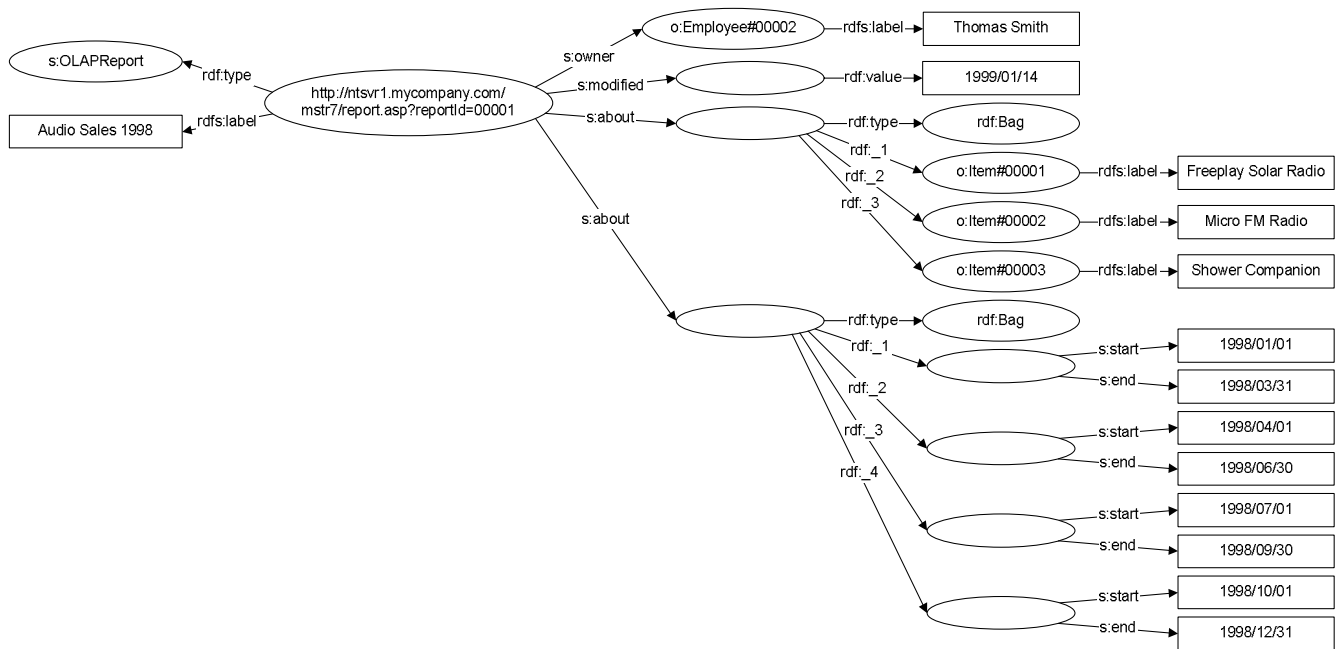 o:Employee#00002
rdfs:label
Thomas Smith
s:OLAPReport
rdf:type
s:owner
http://ntsvr1.mycompany.com/
mstr7/report.asp?reportId=00001
s:modified
rdf:value
1999/01/14
Audio Sales 1998
rdfs:label
s:about
rdf:type
rdf:Bag
rdf:_1
o:Item#00001
rdfs:label
Freeplay Solar Radio
rdf:_2
o:Item#00002
rdfs:label
Micro FM Radio
rdf:_3
o:Item#00003
rdfs:label
Shower Companion
s:about
rdf:type
rdf:Bag
rdf:_1
s:start
1998/01/01
s:end
1998/03/31
rdf:_2
s:start
1998/04/01
s:end
1998/06/30
rdf:_3
s:start
1998/07/01
s:end
1998/09/30
rdf:_4
s:start
1998/10/01
s:end
1998/12/31